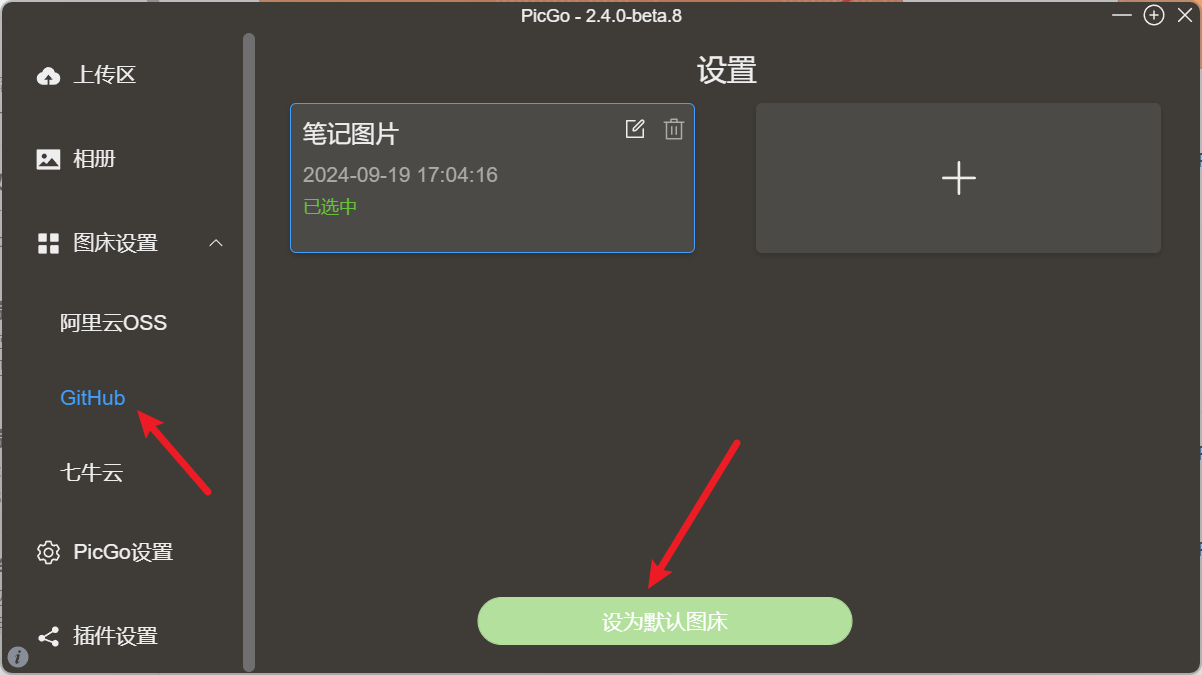 PicGo - 2.4.0-beta.8
上传区
相册
图床设置
阿里云OSS
GitHub
七牛云
PicGo设置
插件设置
设置
笔记图片
2024-09-19 17:04:16
已选中
设为默认图床